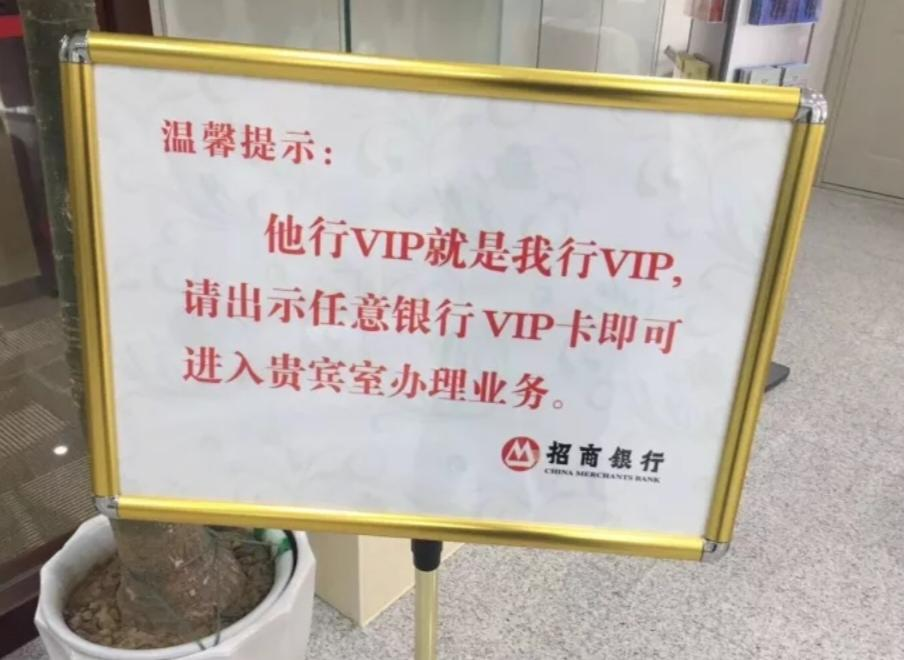 温馨提示：
他行VIP就是我行VIP，
请出示任意银行VIP卡即可
进入贵宾室办理业务。
招商银行
CHINA MERCHANTS BANK